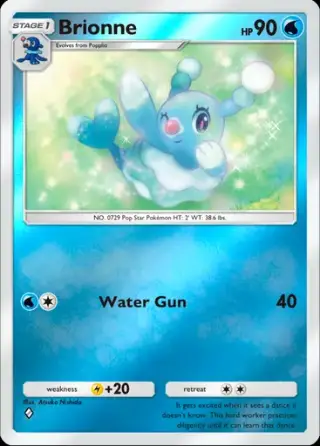 STAGE 1
Brionne
HP 90
Evolves from Popplio
NO. 0729 Pop Star Pokémon HT: 2' WT: 38.6 lbs.
Water Gun 40
weakness +20
retreat
Illus. Atsuko Nishida
It gets excited when it sees a dance it
doesn't know. This hard worker practices
diligently until it can learn that dance.